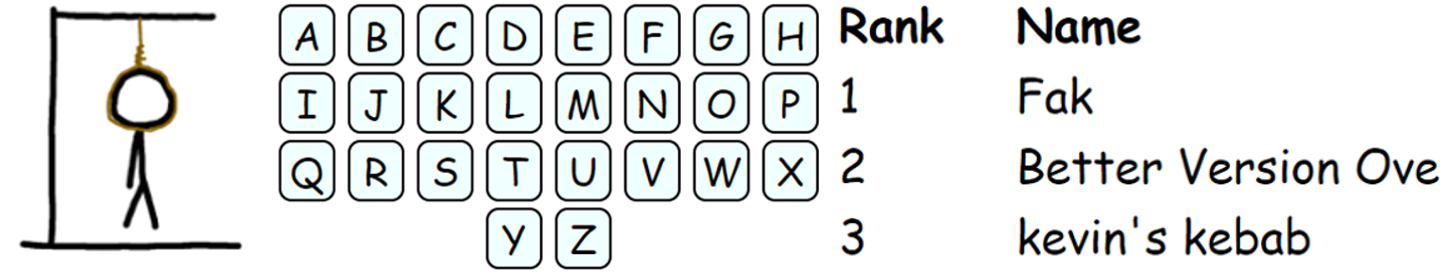 A B C D E F G H
I J K L M N O P
Q R S T U V W X
Y Z
Rank Name
1 Fak
2 Better Version Ove
3 kevin's kebab